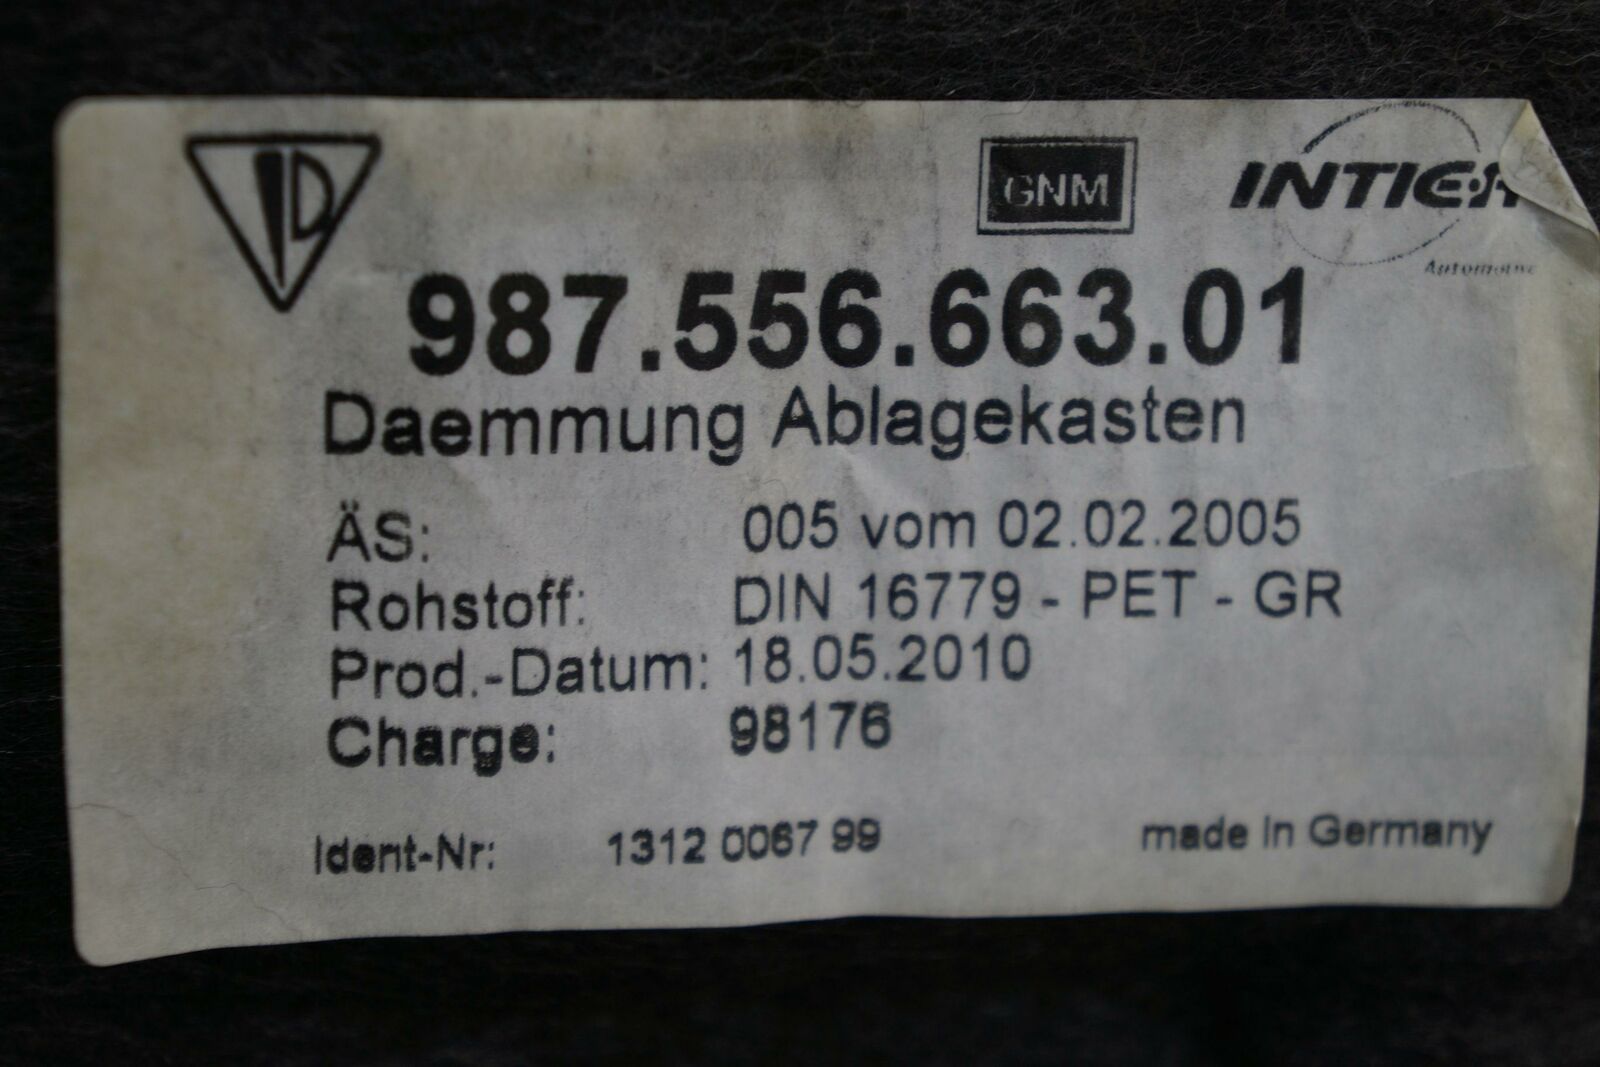 D
GNM
INTIER
Automotive
987.556.663.01
Daemmung Ablagekasten
ÄS: 005 vom 02.02.2005
Rohstoff: DIN 16779 - PET - GR
Prod.-Datum: 18.05.2010
Charge: 98176
Ident-Nr: 1312 0067 99 made in Germany